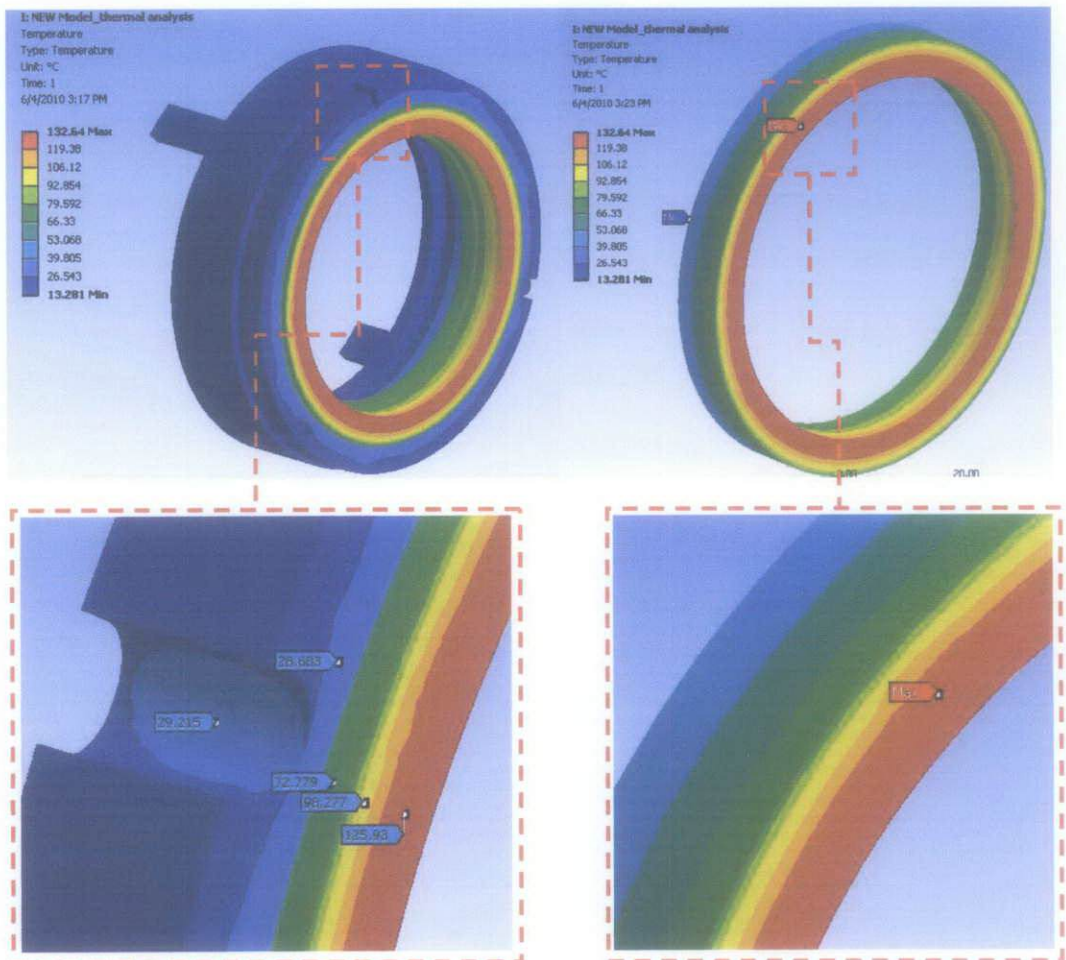 I: NEW Model_thermal analysis
Temperature
Type: Temperature
Unit: °C
Time: 1
6/4/2010 3:17 PM
132.64 Max
119.38
106.12
92.854
79.592
66.33
53.068
39.805
26.543
13.281 Min
I: NEW Model_thermal analysis
Temperature
Type: Temperature
Unit: °C
Time: 1
6/4/2010 3:23 PM
132.64 Max
119.38
106.12
92.854
79.592
66.33
53.068
39.805
26.543
13.281 Min
20.00
28.683
29.215
72.779
98.277
125.93